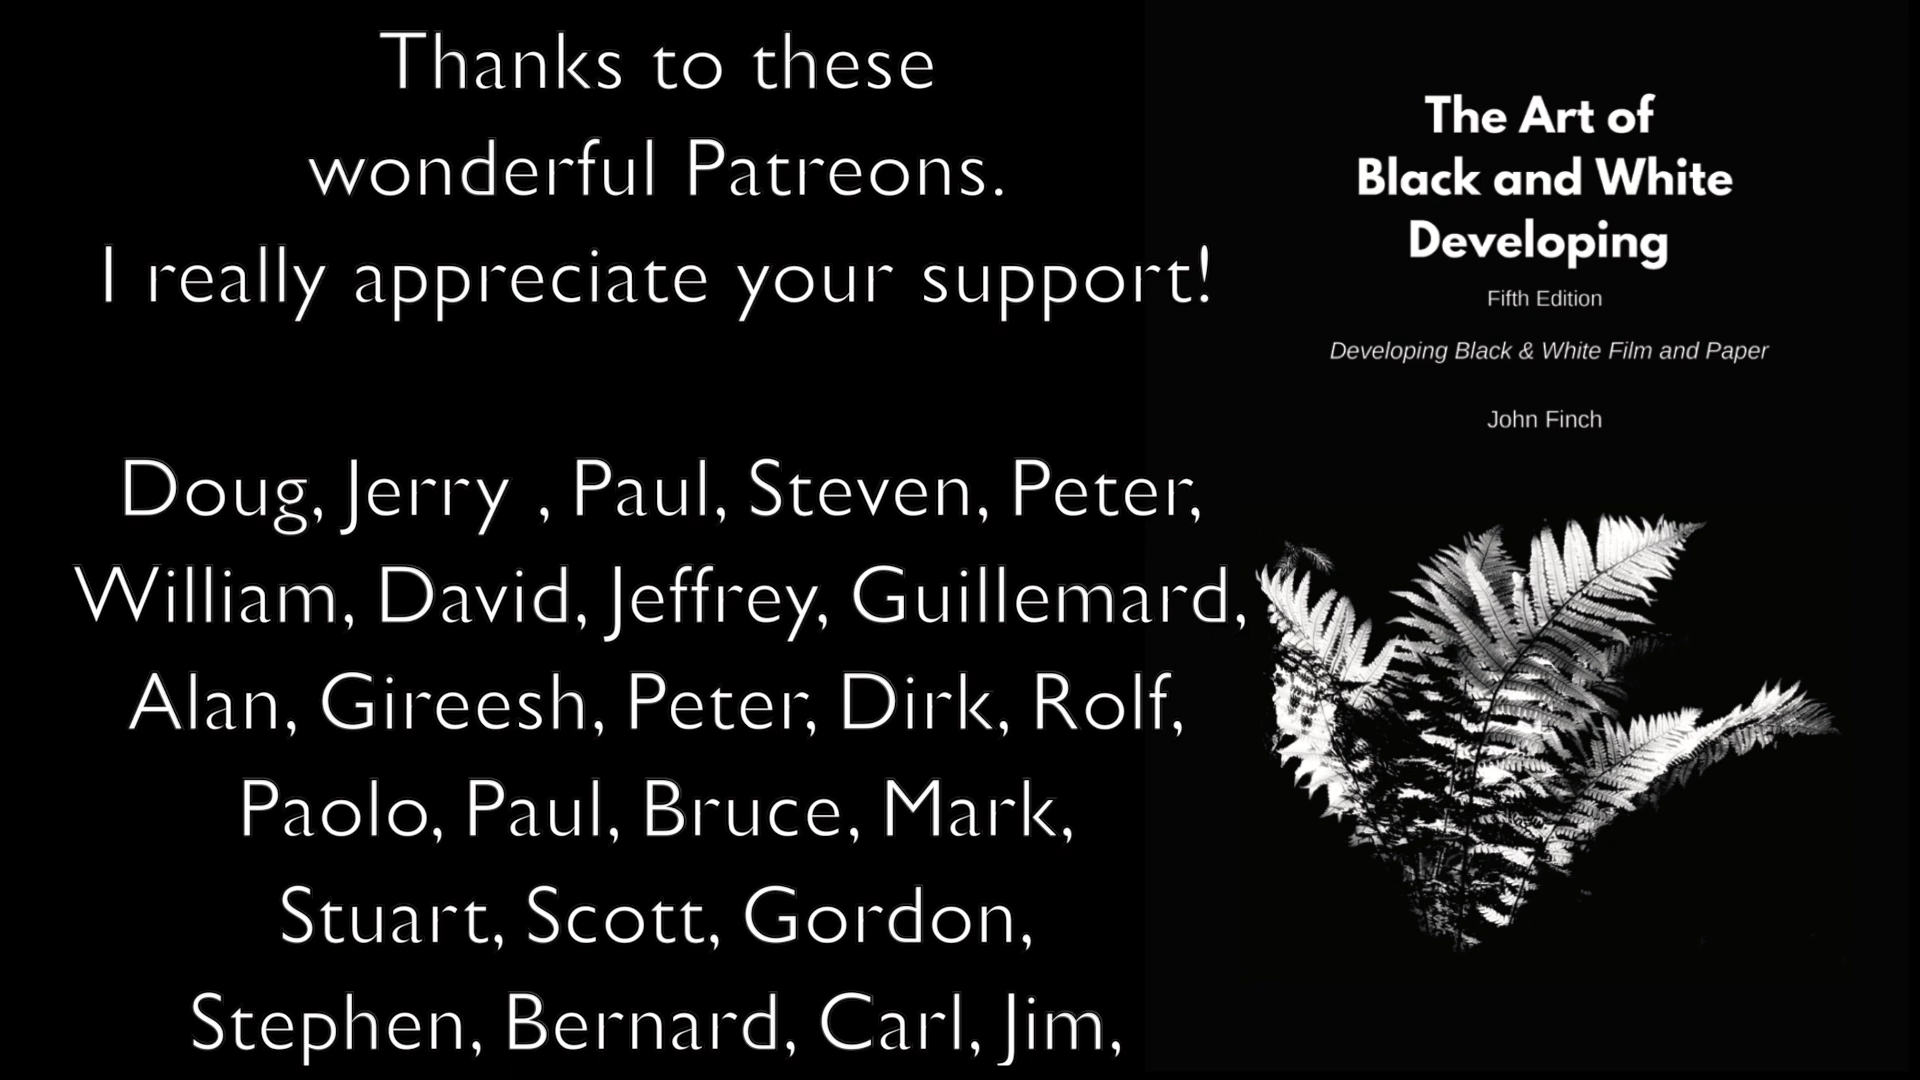 Thanks to these
wonderful Patreons.
I really appreciate your support!
Doug, Jerry , Paul, Steven, Peter,
William, David, Jeffrey, Guillemard,
Alan, Gireesh, Peter, Dirk, Rolf,
Paolo, Paul, Bruce, Mark,
Stuart, Scott, Gordon,
Stephen, Bernard, Carl, Jim,
The Art of
Black and White
Developing
Fifth Edition
Developing Black & White Film and Paper
John Finch